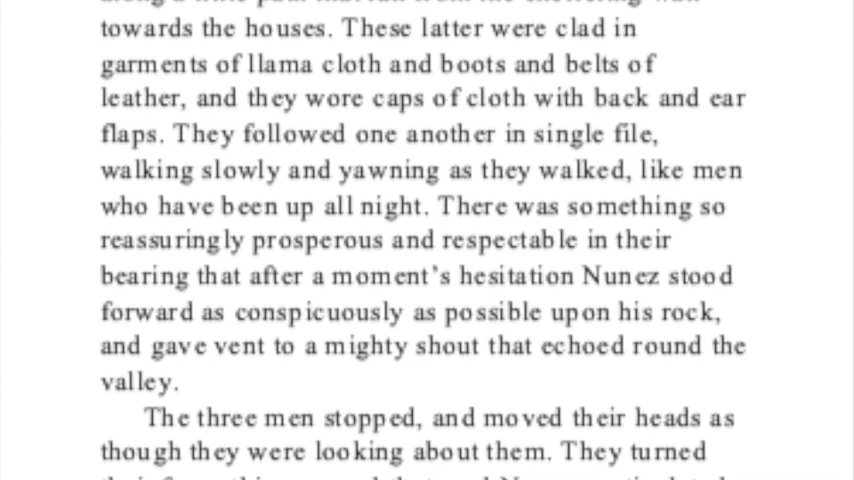 towards the houses. These latter were clad in
garments of llama cloth and boots and belts of
leather, and they wore caps of cloth with back and ear
flaps. They followed one another in single file,
walking slowly and yawning as they walked, like men
who have been up all night. There was something so
reassuringly prosperous and respectable in their
bearing that after a moment's hesitation Nunez stood
forward as conspicuously as possible upon his rock,
and gave vent to a mighty shout that echoed round the
valley.
The three men stopped, and moved their heads as
though they were looking about them. They turned